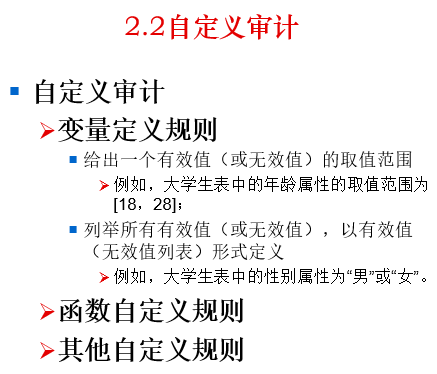 2.2自定义审计
自定义审计
变量定义规则
给出一个有效值（或无效值）的取值范围
例如，大学生表中的年龄属性的取值范围为
[18，28]；
列举所有有效值（或无效值），以有效值
（无效值列表）形式定义
例如，大学生表中的性别属性为“男”或“女”。
函数自定义规则
其他自定义规则